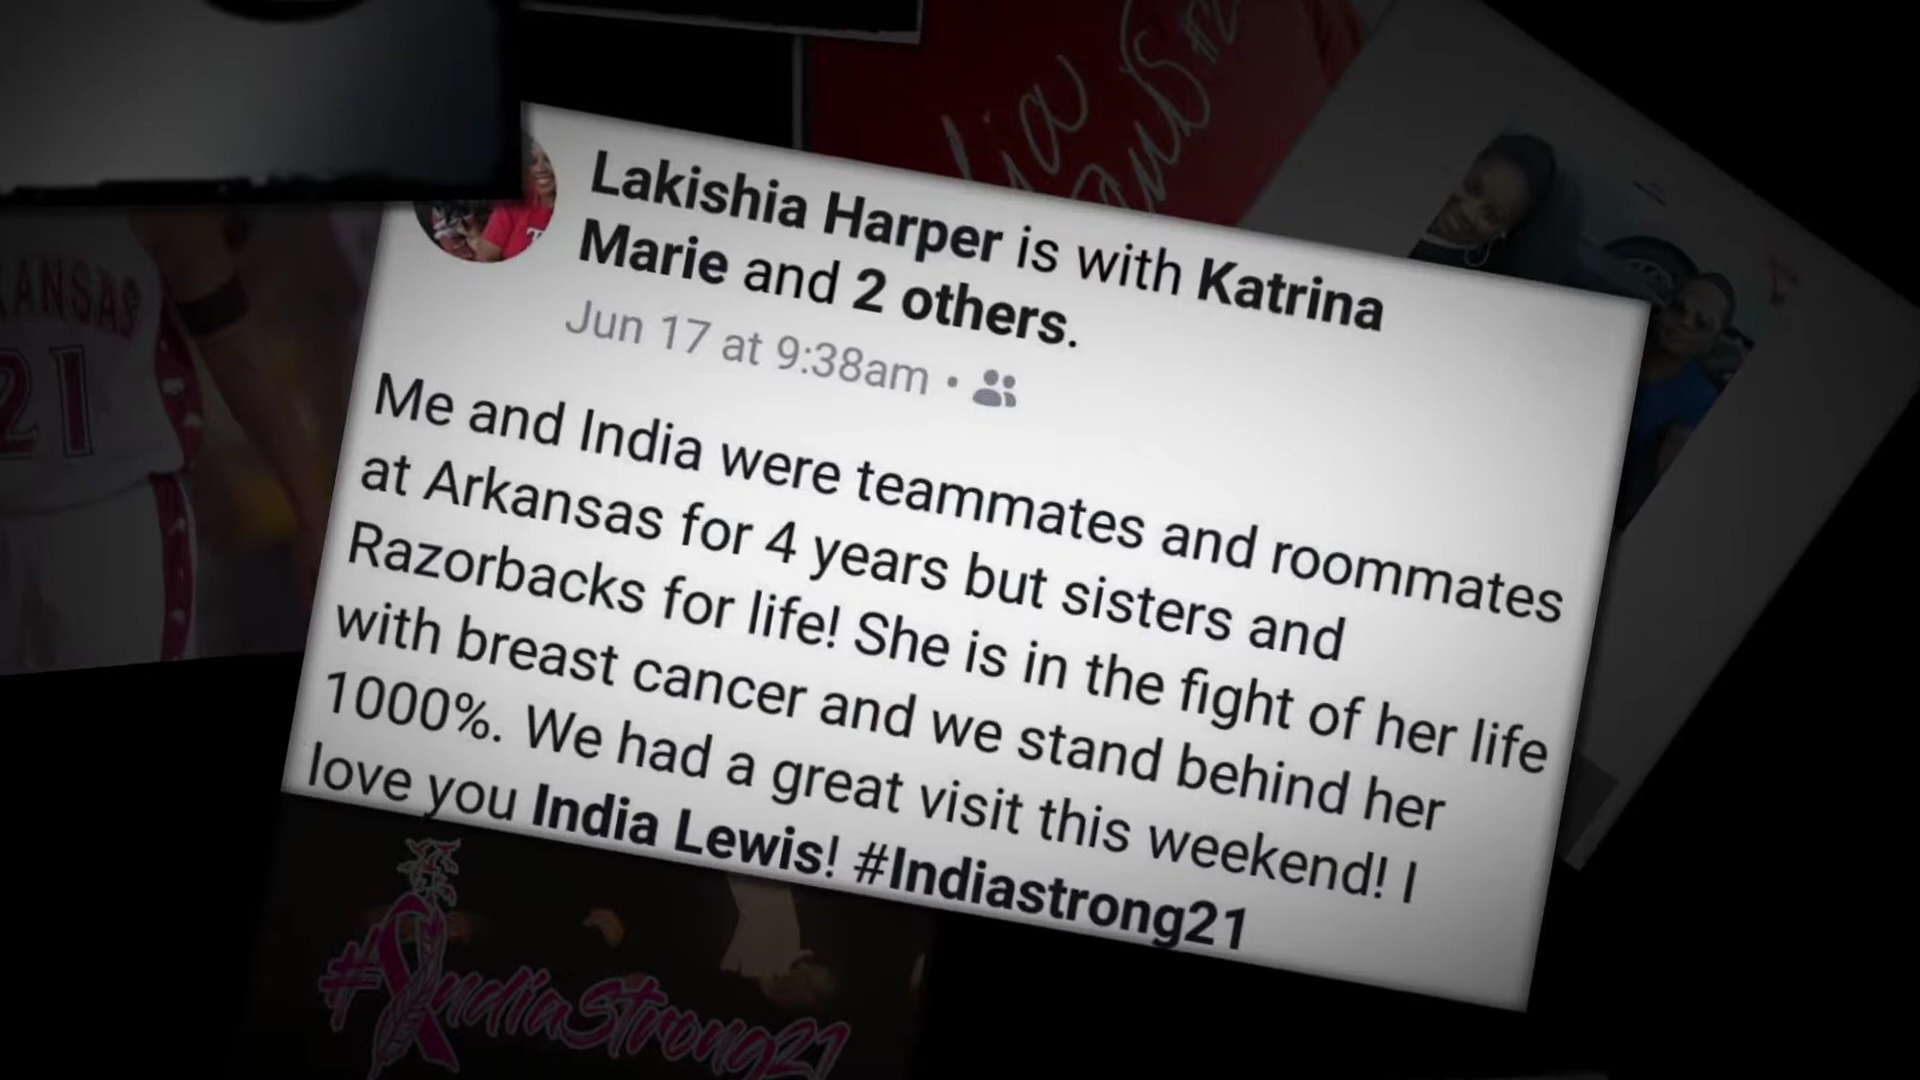 Lakishia Harper is with Katrina
Marie and 2 others.
Jun 17 at 9:38am •
Me and India were teammates and roommates
at Arkansas for 4 years but sisters and
Razorbacks for life! She is in the fight of her life
with breast cancer and we stand behind her
1000%. We had a great visit this weekend! I
love you India Lewis! #Indiastrong21
KANSAS
21
#IndiaStrong21